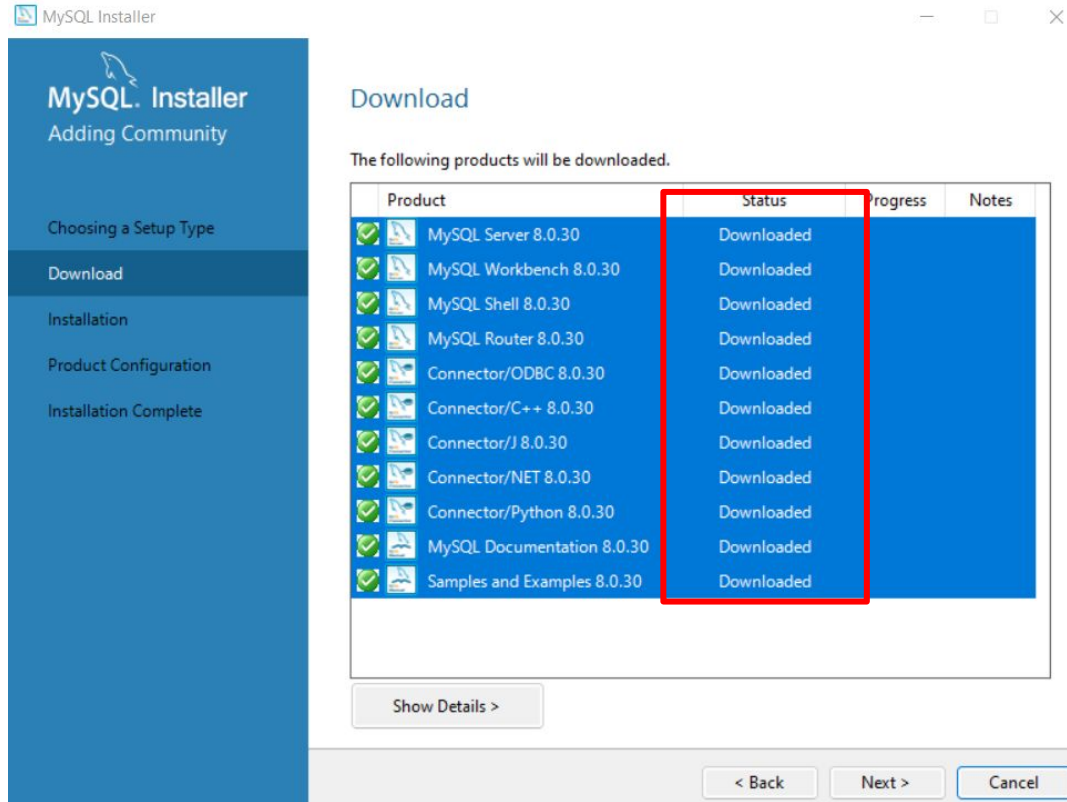 MySQL Installer
MySQL. Installer
Adding Community
Choosing a Setup Type
Download
Installation
Product Configuration
Installation Complete
Download
The following products will be downloaded.
Product Status Progress Notes
MySQL Server 8.0.30 Downloaded
MySQL Workbench 8.0.30 Downloaded
MySQL Shell 8.0.30 Downloaded
MySQL Router 8.0.30 Downloaded
Connector/ODBC 8.0.30 Downloaded
Connector/C++ 8.0.30 Downloaded
Connector/J 8.0.30 Downloaded
Connector/NET 8.0.30 Downloaded
Connector/Python 8.0.30 Downloaded
MySQL Documentation 8.0.30 Downloaded
Samples and Examples 8.0.30 Downloaded
Show Details >
< Back Next > Cancel